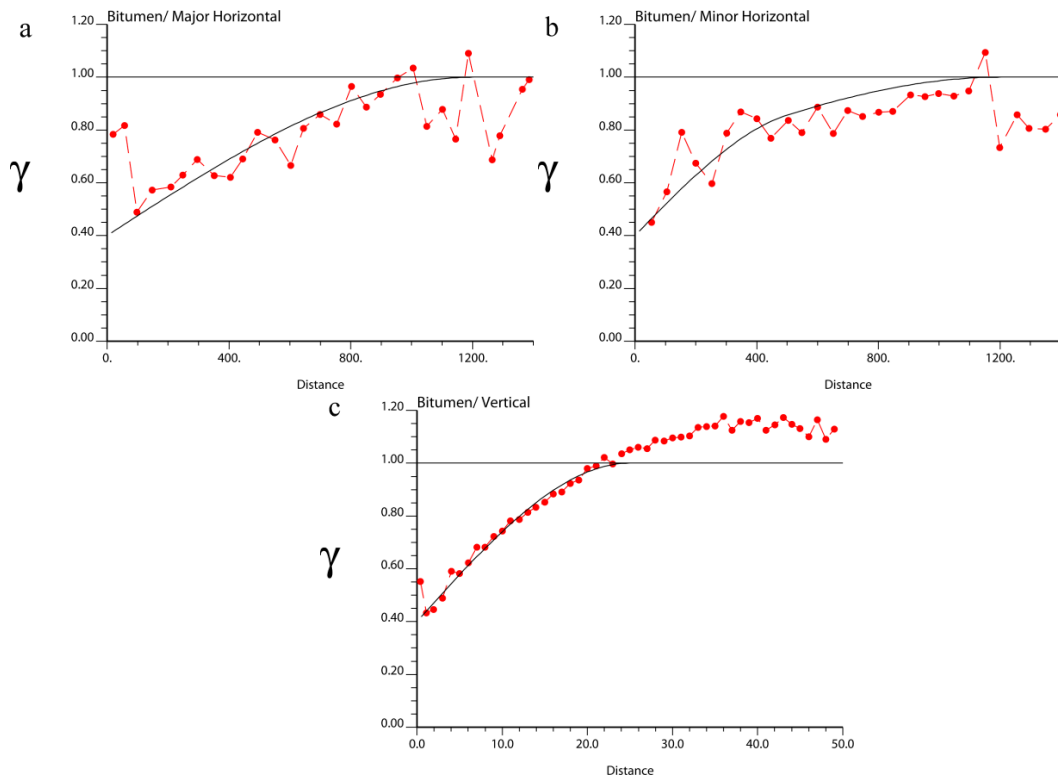 a
Bitumen/ Major Horizontal
1.20
1.00
0.80
0.60
0.40
0.20
0.00
γ
0.
400.
800.
1200.
Distance
b
Bitumen/ Minor Horizontal
1.20
1.00
0.80
0.60
0.40
0.20
0.00
γ
0.
400.
800.
1200.
Distance
c
Bitumen/ Vertical
1.20
1.00
0.80
0.60
0.40
0.20
0.00
γ
0.0
10.0
20.0
30.0
40.0
50.0
Distance